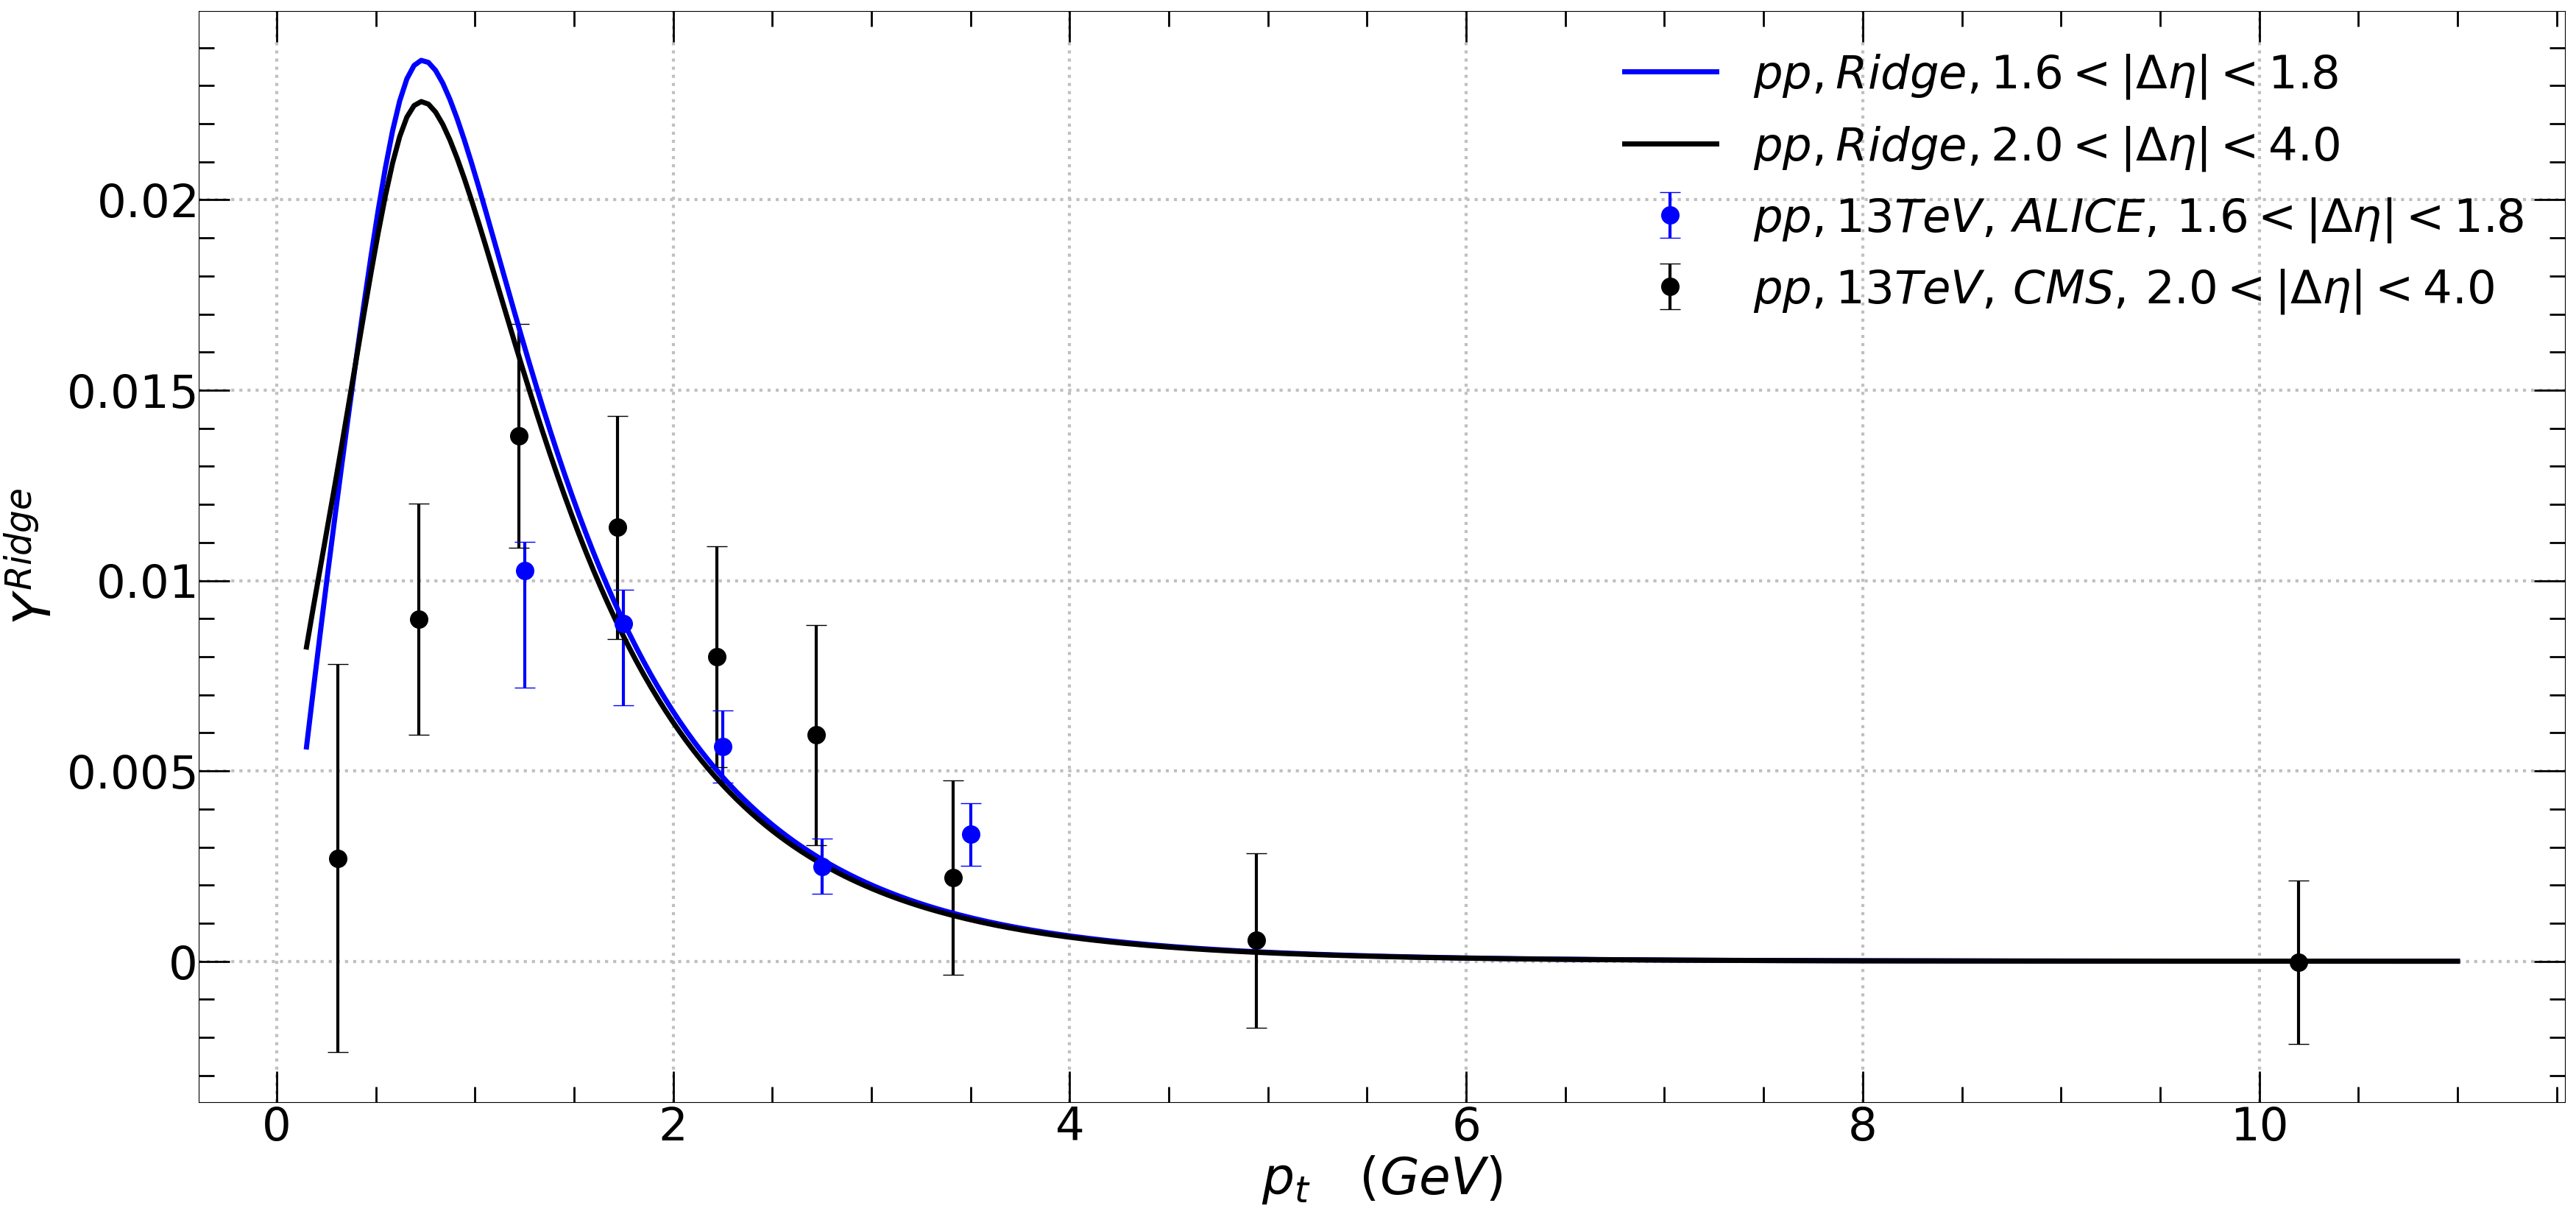 pp, Ridge, 1.6 < |Δη| < 1.8
pp, Ridge, 2.0 < |Δη| < 4.0
pp, 13TeV, ALICE, 1.6 < |Δη| < 1.8
pp, 13TeV, CMS, 2.0 < |Δη| < 4.0
0.02
0.015
0.01
0.005
0
Y^{Ridge}
0 2 4 6 8 10
p_t (GeV)